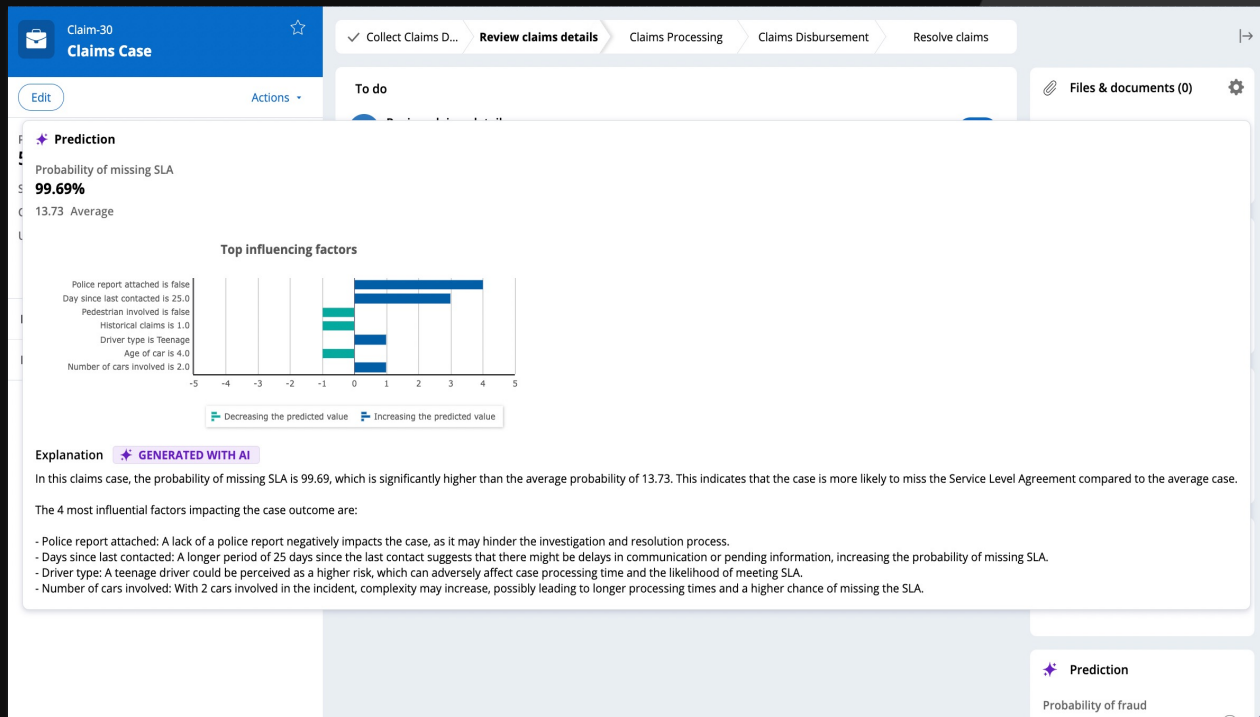 Claim-30
Claims Case
Collect Claims D...
Review claims details
Claims Processing
Claims Disbursement
Resolve claims
Edit
Actions
To do
Files & documents (0)
Prediction
Probability of missing SLA
99.69%
13.73 Average
Top influencing factors
Police report attached is false
Day since last contacted is 25.0
Pedestrian involved is false
Historical claims is 1.0
Driver type is Teenage
Age of car is 4.0
Number of cars involved is 2.0
-5 -4 -3 -2 -1 0 1 2 3 4 5
Decreasing the predicted value Increasing the predicted value
Explanation GENERATED WITH AI
In this claims case, the probability of missing SLA is 99.69, which is significantly higher than the average probability of 13.73. This indicates that the case is more likely to miss the Service Level Agreement compared to the average case.
The 4 most influential factors impacting the case outcome are:
- Police report attached: A lack of a police report negatively impacts the case, as it may hinder the investigation and resolution process.
- Days since last contacted: A longer period of 25 days since the last contact suggests that there might be delays in communication or pending information, increasing the probability of missing SLA.
- Driver type: A teenage driver could be perceived as a higher risk, which can adversely affect case processing time and the likelihood of meeting SLA.
- Number of cars involved: With 2 cars involved in the incident, complexity may increase, possibly leading to longer processing times and a higher chance of missing the SLA.
Prediction
Probability of fraud